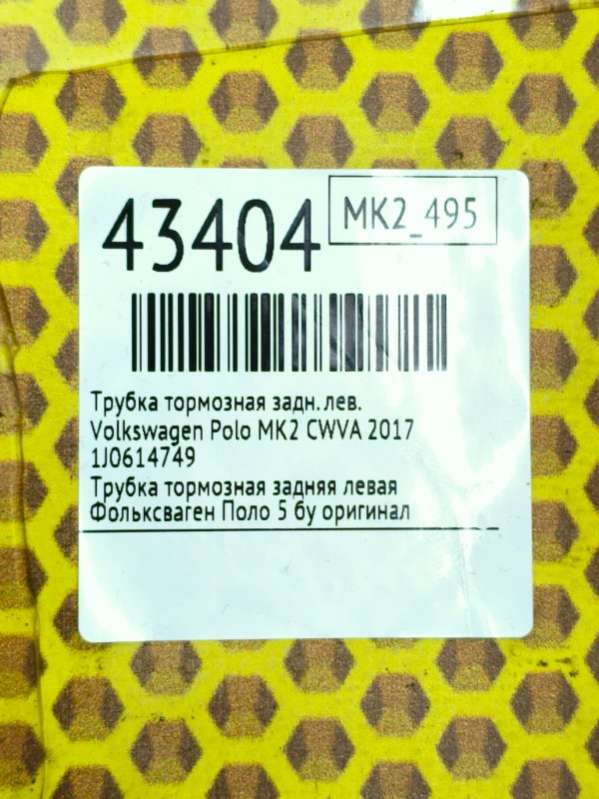 43404
MK2_495
Трубка тормозная задн.лев.
Volkswagen Polo MK2 CWVA 2017
1J0614749
Трубка тормозная задняя левая
Фольксваген Поло 5 бу оригинал